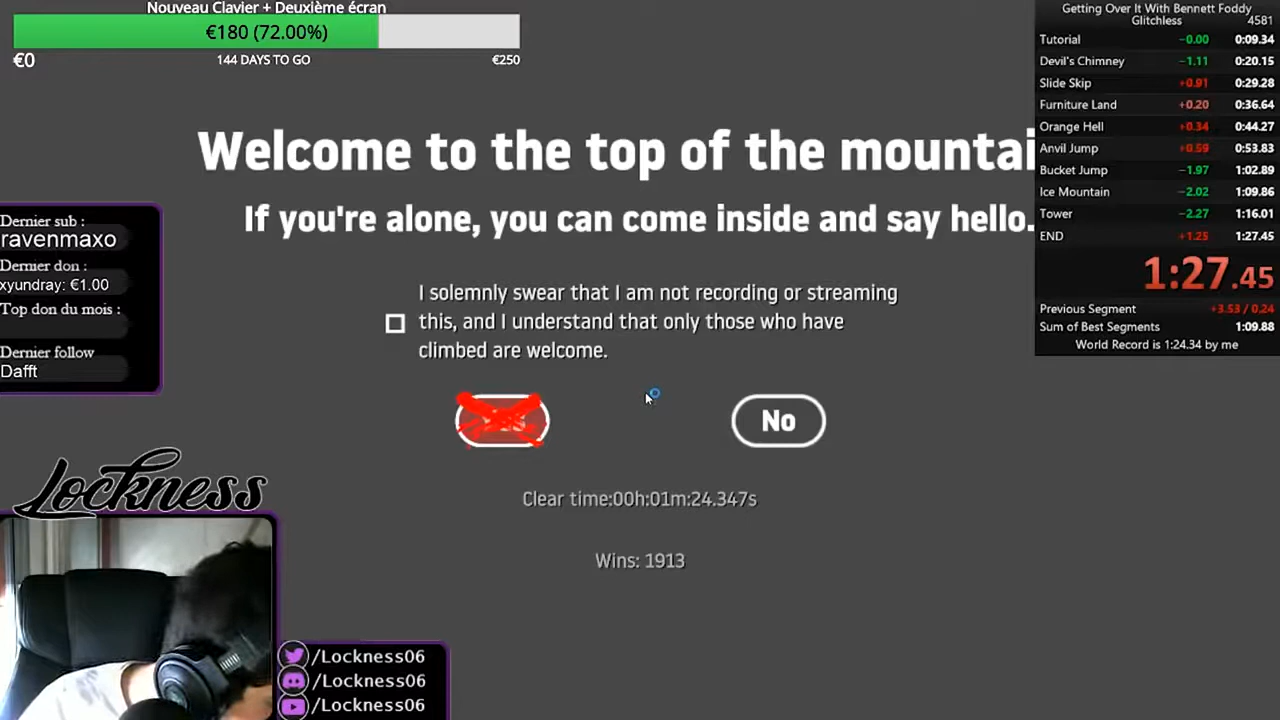 Nouveau Clavier + Deuxième écran
€180 (72.00%)
€0
144 DAYS TO GO
€250
Welcome to the top of the mountai
If you're alone, you can come inside and say hello.
I solemnly swear that I am not recording or streaming
this, and I understand that only those who have
climbed are welcome.
No
Clear time:00h:01m:24.347s
Wins: 1913
Getting Over It With Bennett Foddy
Glitchless 4581
Tutorial -0.00 0:09.34
Devil's Chimney -1.11 0:20.15
Slide Skip +0.91 0:29.28
Furniture Land +0.20 0:36.64
Orange Hell +0.34 0:44.27
Anvil Jump +0.59 0:53.83
Bucket Jump -1.97 1:02.89
Ice Mountain -2.02 1:09.86
Tower -2.27 1:16.01
END +1.25 1:27.45
1:27.45
Previous Segment +3.53 / 0.24
Sum of Best Segments 1:09.88
World Record is 1:24.34 by me
Dernier sub :
ravenmaxo
Dernier don :
xyundray: €1.00
Top don du mois :
Dernier follow
Dafft
Lockness
/Lockness06
/Lockness06
/Lockness06